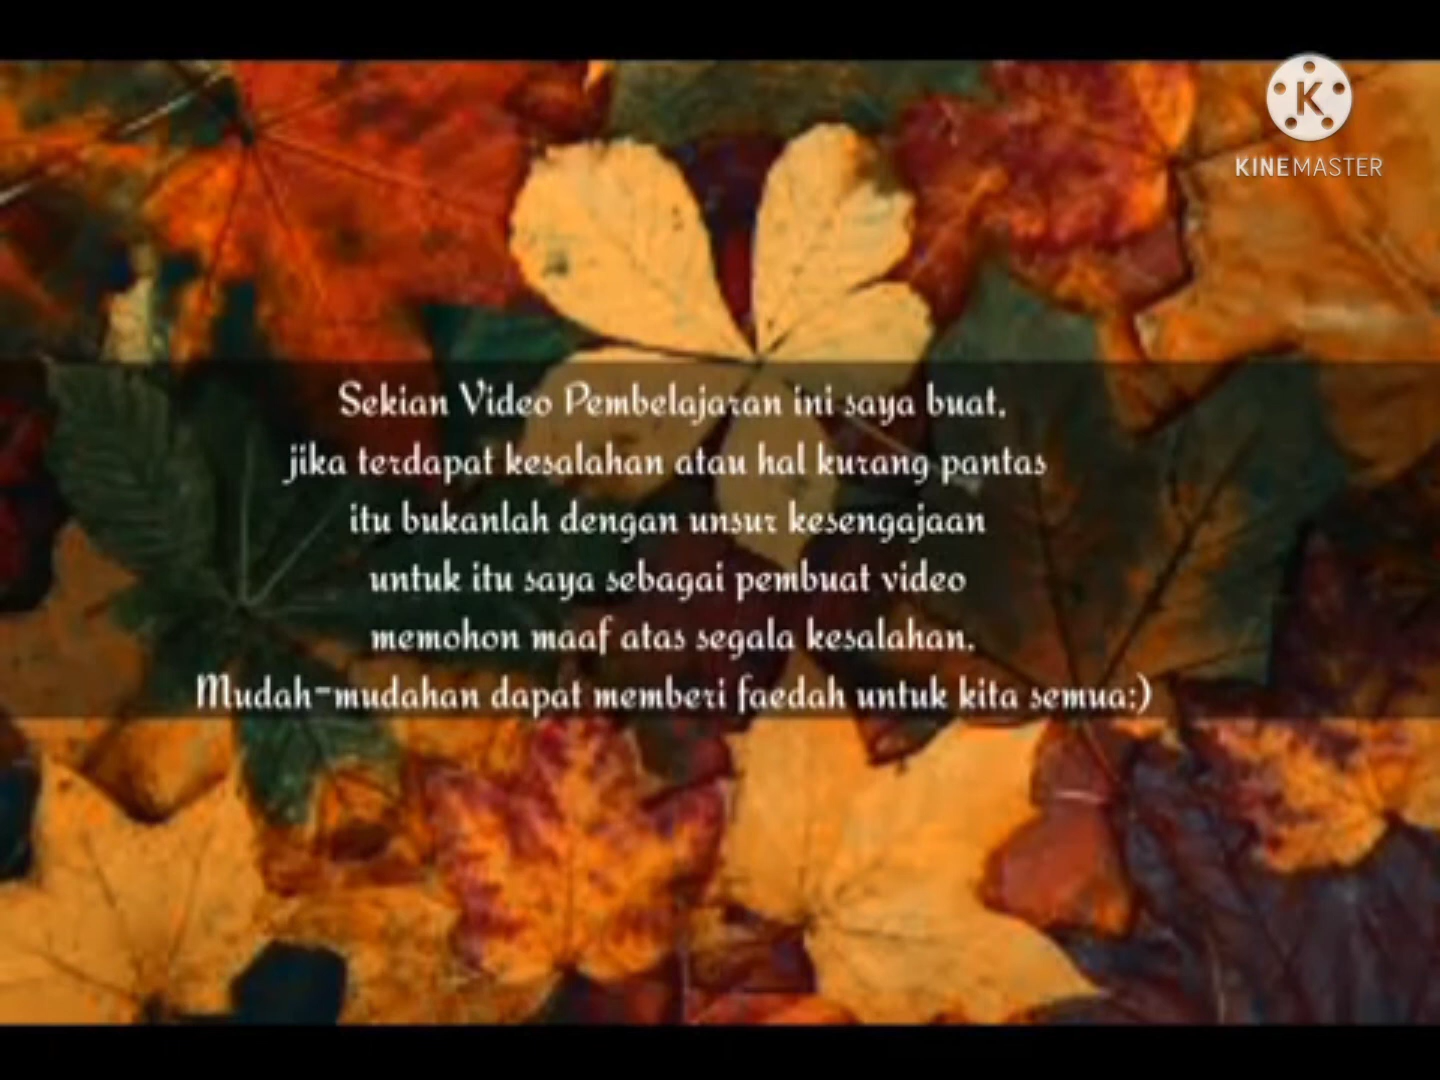 K
KINEMASTER
Sekian Video Pembelajaran ini saya buat,
jika terdapat kesalahan atau hal kurang pantas
itu bukanlah dengan unsur kesengajaan
untuk itu saya sebagai pembuat video
memohon maaf atas segala kesalahan.
Mudah-mudahan dapat memberi faedah untuk kita semua:)